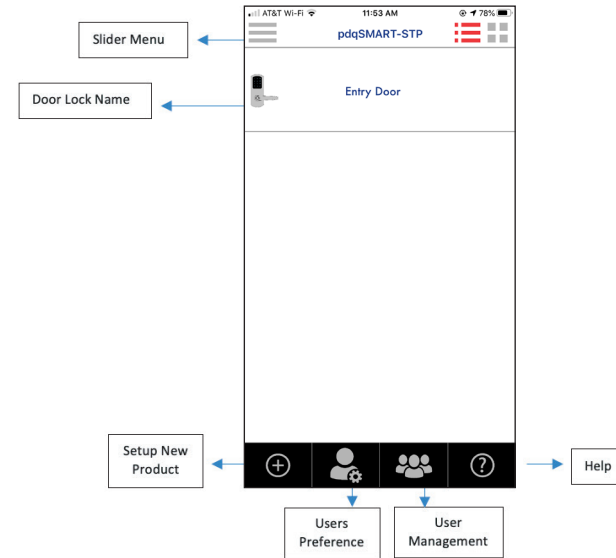 AT&T Wi-Fi 11:53 AM 78%
Slider Menu
pdqSMART-STP
Door Lock Name
Entry Door
Setup New
Product
Help
Users
Preference
User
Management